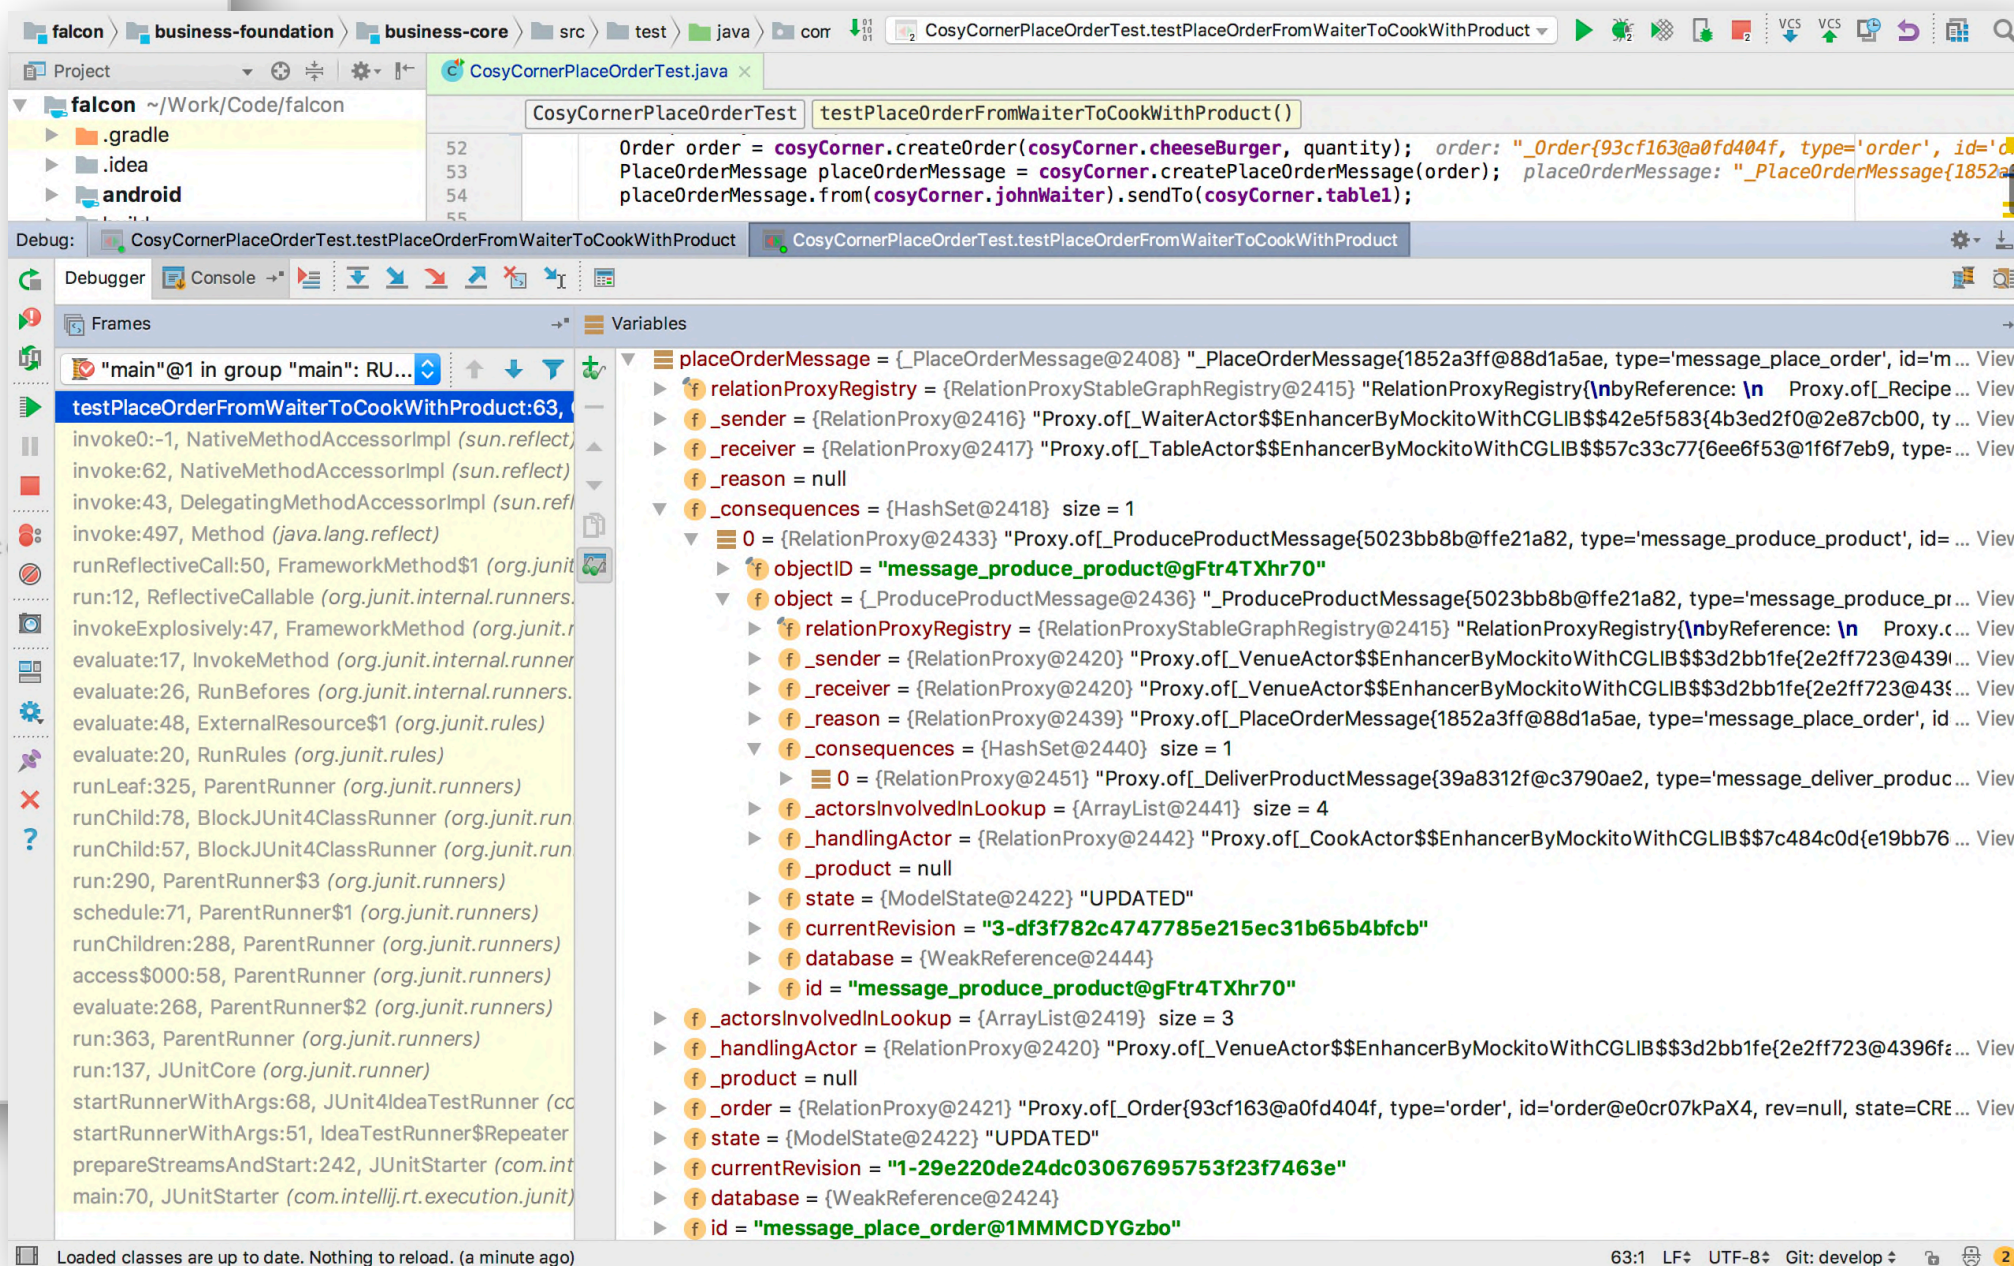 falcon business-foundation business-core src test java com CosyCornerPlaceOrderTest.testPlaceOrderFromWaiterToCookWithProduct VCS VCS
Project CosyCornerPlaceOrderTest.java
falcon ~/Work/Code/falcon
CosyCornerPlaceOrderTest testPlaceOrderFromWaiterToCookWithProduct()
.gradle
.idea
android
52 Order order = cosyCorner.createOrder(cosyCorner.cheeseBurger, quantity); order: "_Order{93cf163@a0fd404f, type='order', id='o
53 PlaceOrderMessage placeOrderMessage = cosyCorner.createPlaceOrderMessage(order); placeOrderMessage: "_PlaceOrderMessage{1852a
54 placeOrderMessage.from(cosyCorner.johnWaiter).sendTo(cosyCorner.table1);
55
Debug: CosyCornerPlaceOrderTest.testPlaceOrderFromWaiterToCookWithProduct CosyCornerPlaceOrderTest.testPlaceOrderFromWaiterToCookWithProduct
Debugger Console
Frames
"main"@1 in group "main": RU...
testPlaceOrderFromWaiterToCookWithProduct:63,
invoke0:-1, NativeMethodAccessorImpl (sun.reflect)
invoke:62, NativeMethodAccessorImpl (sun.reflect)
invoke:43, DelegatingMethodAccessorImpl (sun.refl
invoke:497, Method (java.lang.reflect)
runReflectiveCall:50, FrameworkMethod$1 (org.junit
run:12, ReflectiveCallable (org.junit.internal.runners.
invokeExplosively:47, FrameworkMethod (org.junit.r
evaluate:17, InvokeMethod (org.junit.internal.runner
evaluate:26, RunBefores (org.junit.internal.runners.
evaluate:48, ExternalResource$1 (org.junit.rules)
evaluate:20, RunRules (org.junit.rules)
runLeaf:325, ParentRunner (org.junit.runners)
runChild:78, BlockJUnit4ClassRunner (org.junit.run
runChild:57, BlockJUnit4ClassRunner (org.junit.run
run:290, ParentRunner$3 (org.junit.runners)
schedule:71, ParentRunner$1 (org.junit.runners)
runChildren:288, ParentRunner (org.junit.runners)
access$000:58, ParentRunner (org.junit.runners)
evaluate:268, ParentRunner$2 (org.junit.runners)
run:363, ParentRunner (org.junit.runners)
run:137, JUnitCore (org.junit.runner)
startRunnerWithArgs:68, JUnit4IdeaTestRunner (co
startRunnerWithArgs:51, IdeaTestRunner$Repeater
prepareStreamsAndStart:242, JUnitStarter (com.int
main:70, JUnitStarter (com.intellij.rt.execution.junit)
Variables
placeOrderMessage = {_PlaceOrderMessage@2408} "_PlaceOrderMessage{1852a3ff@88d1a5ae, type='message_place_order', id='m... View
relationProxyRegistry = {RelationProxyStableGraphRegistry@2415} "RelationProxyRegistry{\nbyReference: \n Proxy.of[_Recipe... View
_sender = {RelationProxy@2416} "Proxy.of[_WaiterActor$$EnhancerByMockitoWithCGLIB$$42e5f583{4b3ed2f0@2e87cb00, ty... View
_receiver = {RelationProxy@2417} "Proxy.of[_TableActor$$EnhancerByMockitoWithCGLIB$$57c33c77{6ee6f53@1f6f7eb9, type=... View
_reason = null
_consequences = {HashSet@2418} size = 1
0 = {RelationProxy@2433} "Proxy.of[_ProduceProductMessage{5023bb8b@ffe21a82, type='message_produce_product', id= ... View
objectID = "message_produce_product@gFtr4TXhr70"
object = {_ProduceProductMessage@2436} "_ProduceProductMessage{5023bb8b@ffe21a82, type='message_produce_pr... View
relationProxyRegistry = {RelationProxyStableGraphRegistry@2415} "RelationProxyRegistry{\nbyReference: \n Proxy.c... View
_sender = {RelationProxy@2420} "Proxy.of[_VenueActor$$EnhancerByMockitoWithCGLIB$$3d2bb1fe{2e2ff723@439(... View
_receiver = {RelationProxy@2420} "Proxy.of[_VenueActor$$EnhancerByMockitoWithCGLIB$$3d2bb1fe{2e2ff723@439... View
_reason = {RelationProxy@2439} "Proxy.of[_PlaceOrderMessage{1852a3ff@88d1a5ae, type='message_place_order', id ... View
_consequences = {HashSet@2440} size = 1
0 = {RelationProxy@2451} "Proxy.of[_DeliverProductMessage{39a8312f@c3790ae2, type='message_deliver_produc... View
_actorsInvolvedInLookup = {ArrayList@2441} size = 4
_handlingActor = {RelationProxy@2442} "Proxy.of[_CookActor$$EnhancerByMockitoWithCGLIB$$7c484c0d{e19bb76 ... View
_product = null
state = {ModelState@2422} "UPDATED"
currentRevision = "3-df3f782c4747785e215ec31b65b4bfcb"
database = {WeakReference@2444}
id = "message_produce_product@gFtr4TXhr70"
_actorsInvolvedInLookup = {ArrayList@2419} size = 3
_handlingActor = {RelationProxy@2420} "Proxy.of[_VenueActor$$EnhancerByMockitoWithCGLIB$$3d2bb1fe{2e2ff723@4396fa... View
_product = null
_order = {RelationProxy@2421} "Proxy.of[_Order{93cf163@a0fd404f, type='order', id='order@e0cr07kPaX4, rev=null, state=CRE... View
state = {ModelState@2422} "UPDATED"
currentRevision = "1-29e220de24dc03067695753f23f7463e"
database = {WeakReference@2424}
id = "message_place_order@1MMMCDYGzbo"
Loaded classes are up to date. Nothing to reload. (a minute ago) 63:1 LF UTF-8 Git: develop 2